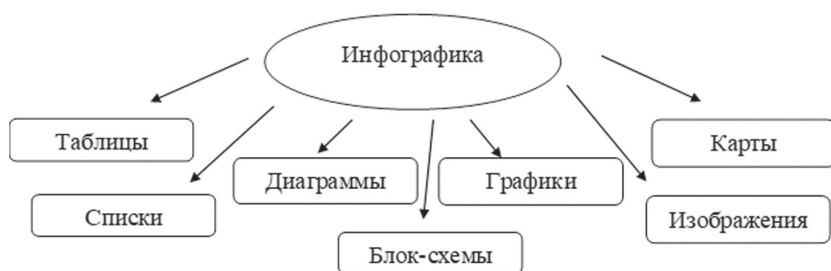 Инфографика
Таблицы
Карты
Диаграммы
Графики
Списки
Изображения
Блок-схемы